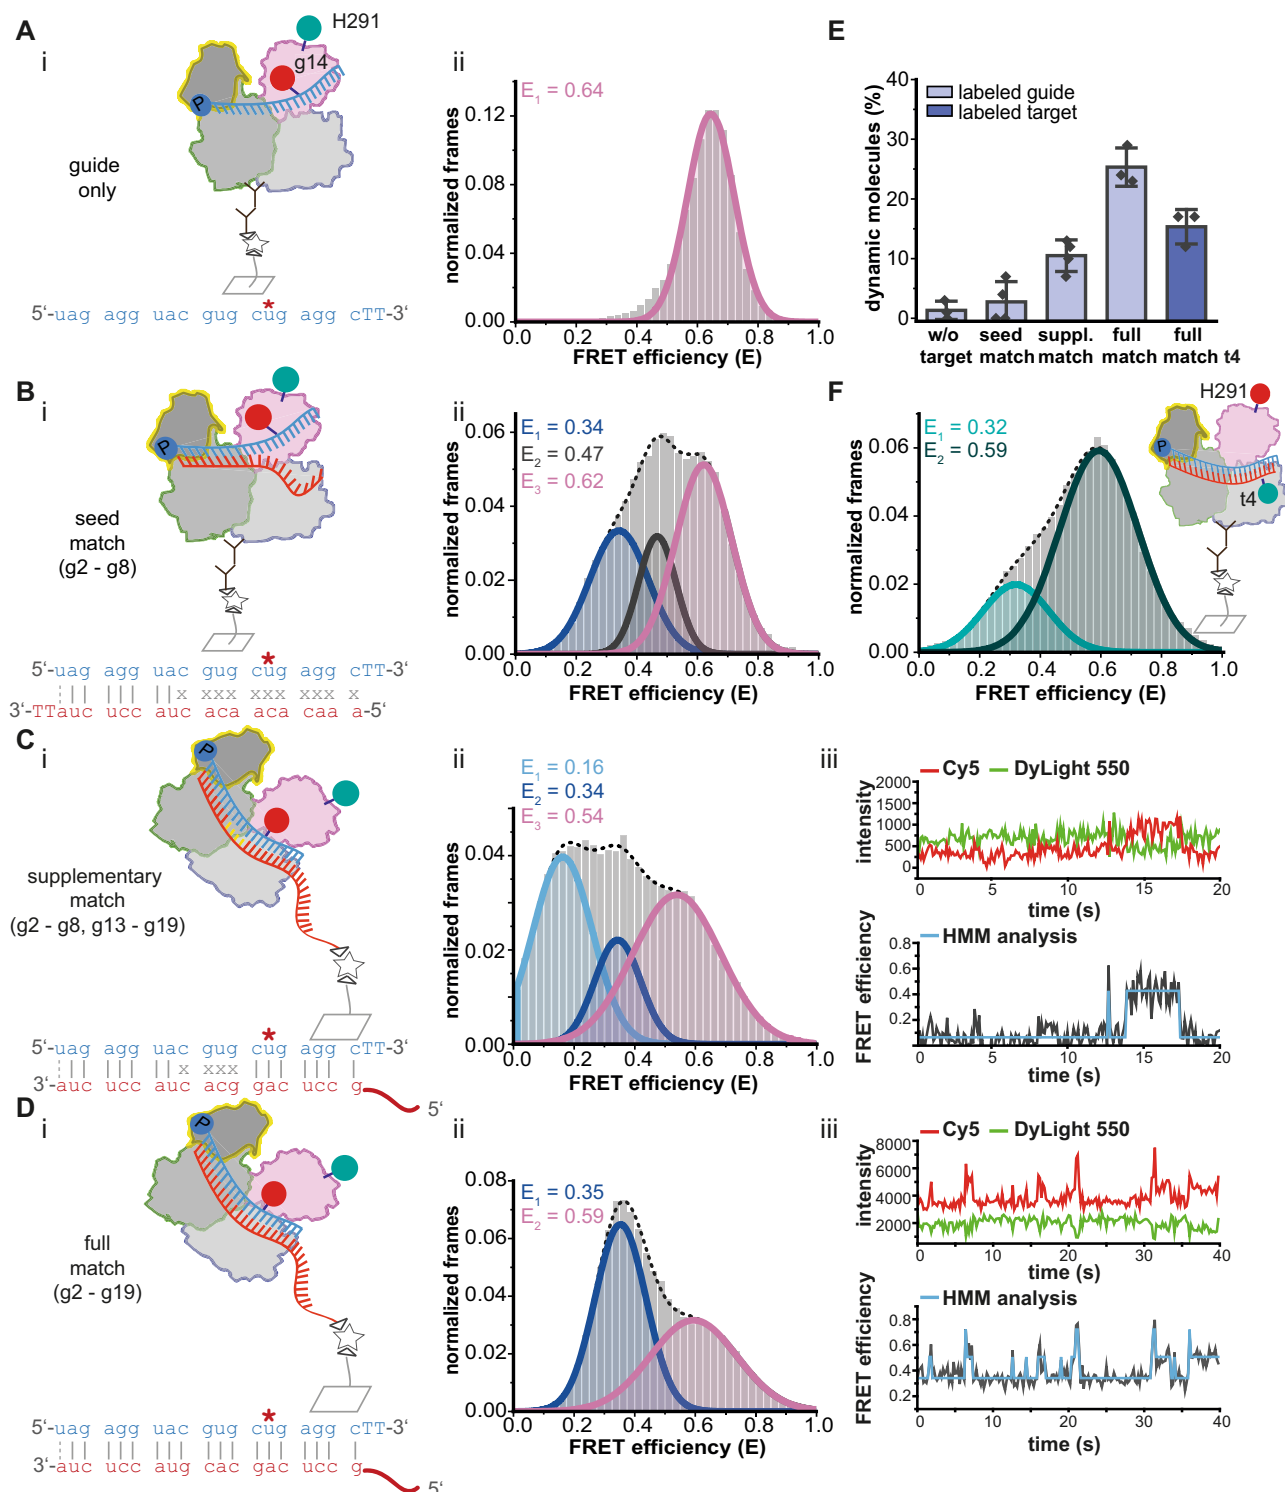 A
i
H291
g14
P
guide
only
5‘-uag agg uac gug cug agg cTT-3‘
*
ii
E1 = 0.64
normalized frames
0.12
0.08
0.04
0.00
0.0 0.2 0.4 0.6 0.8 1.0
FRET efficiency (E)
E
dynamic molecules (%)
40
30
20
10
0
labeled guide
labeled target
w/o target
seed match
suppl. match
full match
full match t4
B
i
P
seed
match
(g2 - g8)
*
5‘-uag agg uac gug cug agg cTT-3‘
x xxx xxx xxx x
3‘-TTauc ucc auc aca aca caa a-5‘
ii
E1 = 0.34
E2 = 0.47
E3 = 0.62
normalized frames
0.06
0.04
0.02
0.00
0.0 0.2 0.4 0.6 0.8 1.0
FRET efficiency (E)
F
E1 = 0.32
E2 = 0.59
H291
P
t4
normalized frames
0.06
0.04
0.02
0.00
0.0 0.2 0.4 0.6 0.8 1.0
FRET efficiency (E)
C
i
P
supplementary
match
(g2 - g8, g13 - g19)
*
5‘-uag agg uac gug cug agg cTT-3‘
x xxx
3‘-auc ucc auc acg gac ucc g
5‘
ii
E1 = 0.16
E2 = 0.34
E3 = 0.54
normalized frames
0.04
0.02
0.00
0.0 0.2 0.4 0.6 0.8 1.0
FRET efficiency (E)
iii
Cy5 DyLight 550
intensity
2000
1500
1000
500
0
0 5 10 15 20
time (s)
HMM analysis
FRET efficiency
0.8
0.6
0.4
0.2
0 5 10 15 20
time (s)
D
i
P
full
match
(g2 - g19)
*
5‘-uag agg uac gug cug agg cTT-3‘
3‘-auc ucc aug cac gac ucc g
5‘
ii
E1 = 0.35
E2 = 0.59
normalized frames
0.08
0.06
0.04
0.02
0.00
0.0 0.2 0.4 0.6 0.8 1.0
FRET efficiency (E)
iii
Cy5 DyLight 550
intensity
8000
6000
4000
2000
0 10 20 30 40
time (s)
HMM analysis
FRET efficiency
0.8
0.6
0.4
0.2
0 10 20 30 40
time (s)